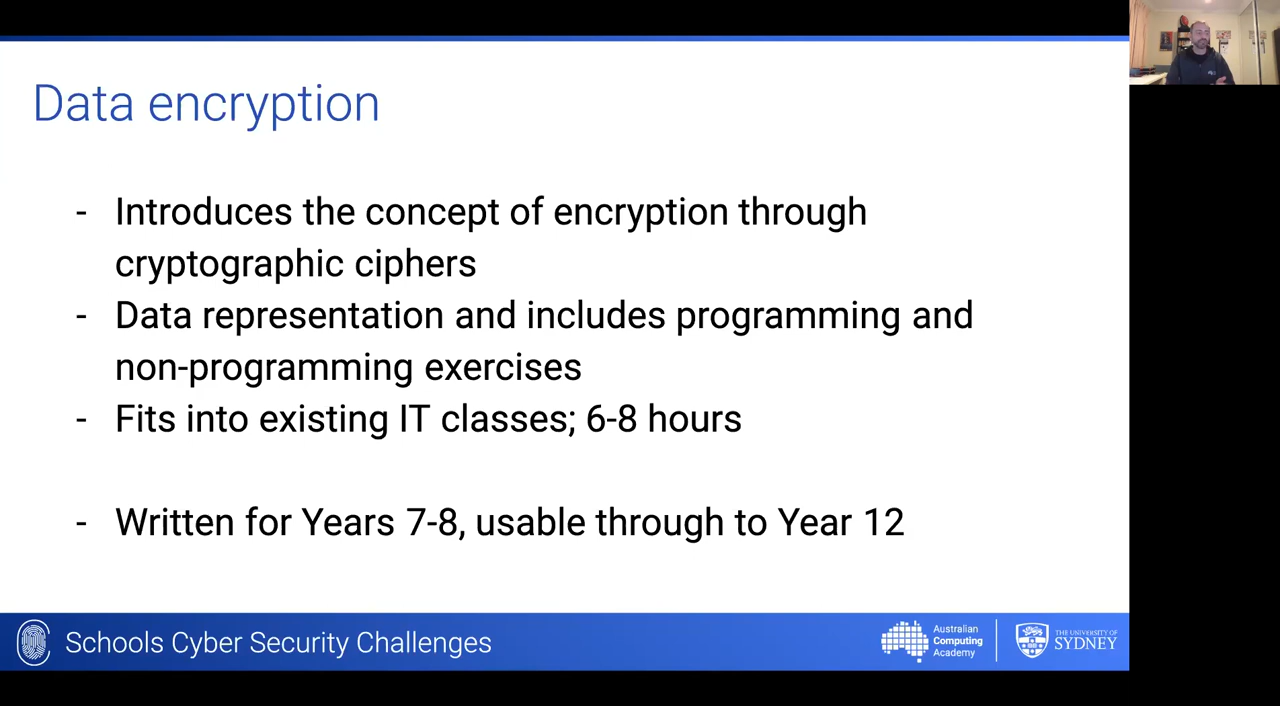 Data encryption
- Introduces the concept of encryption through
cryptographic ciphers
- Data representation and includes programming and
non-programming exercises
- Fits into existing IT classes; 6-8 hours
- Written for Years 7-8, usable through to Year 12
Schools Cyber Security Challenges
Australian
Computing
Academy
THE UNIVERSITY OF
SYDNEY